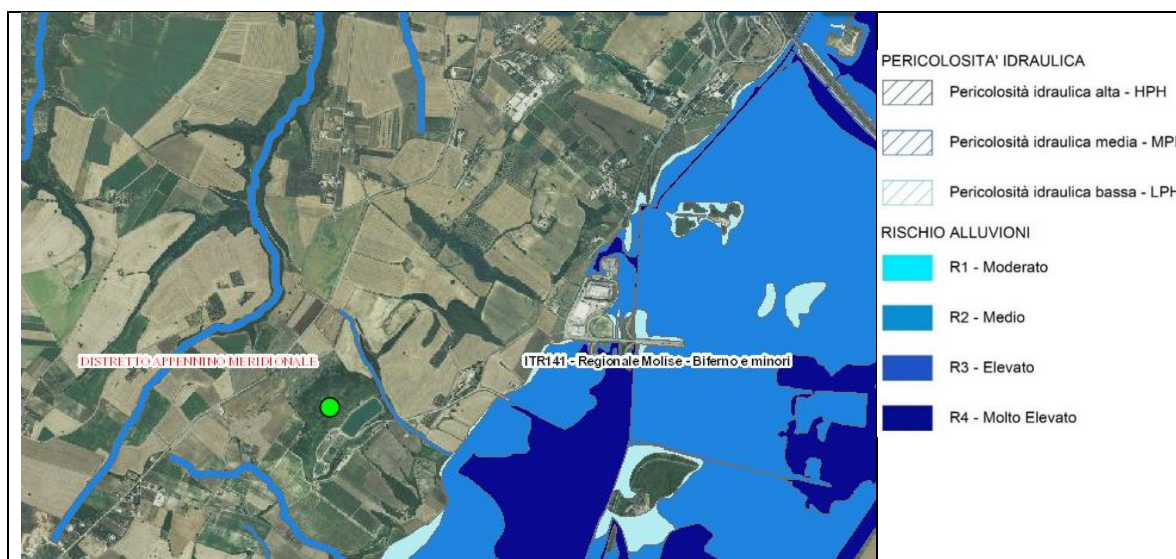 DISTRETTO APPENNINO MERIDIONALE
ITR141 - Regionale Molise - Biferno e minori
PERICOLOSITA' IDRAULICA
Pericolosità idraulica alta - HPH
Pericolosità idraulica media - MPH
Pericolosità idraulica bassa - LPH
RISCHIO ALLUVIONI
R1 - Moderato
R2 - Medio
R3 - Elevato
R4 - Molto Elevato